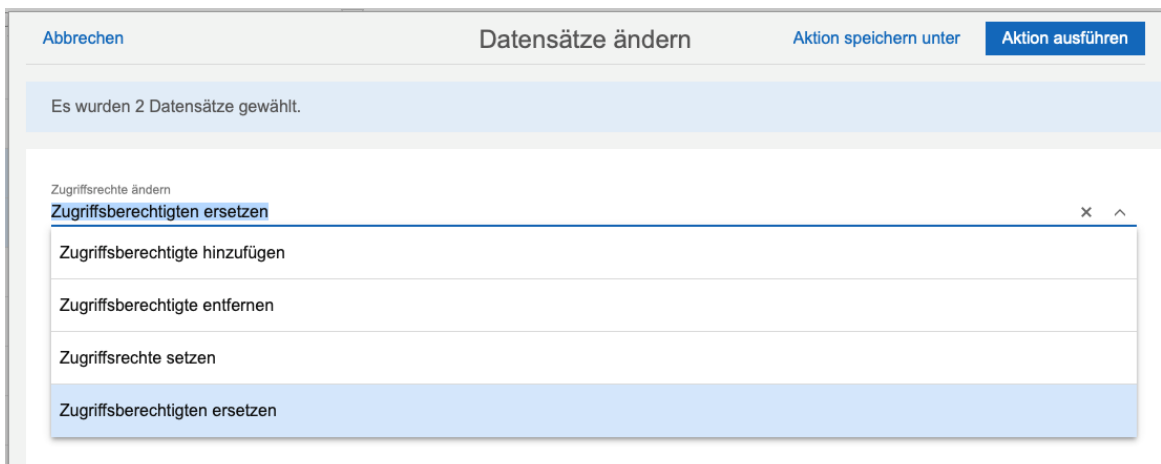 Abbrechen
Datensätze ändern
Aktion speichern unter
Aktion ausführen
Es wurden 2 Datensätze gewählt.
Zugriffsrechte ändern
Zugriffsberechtigten ersetzen
Zugriffsberechtigte hinzufügen
Zugriffsberechtigte entfernen
Zugriffsrechte setzen
Zugriffsberechtigten ersetzen